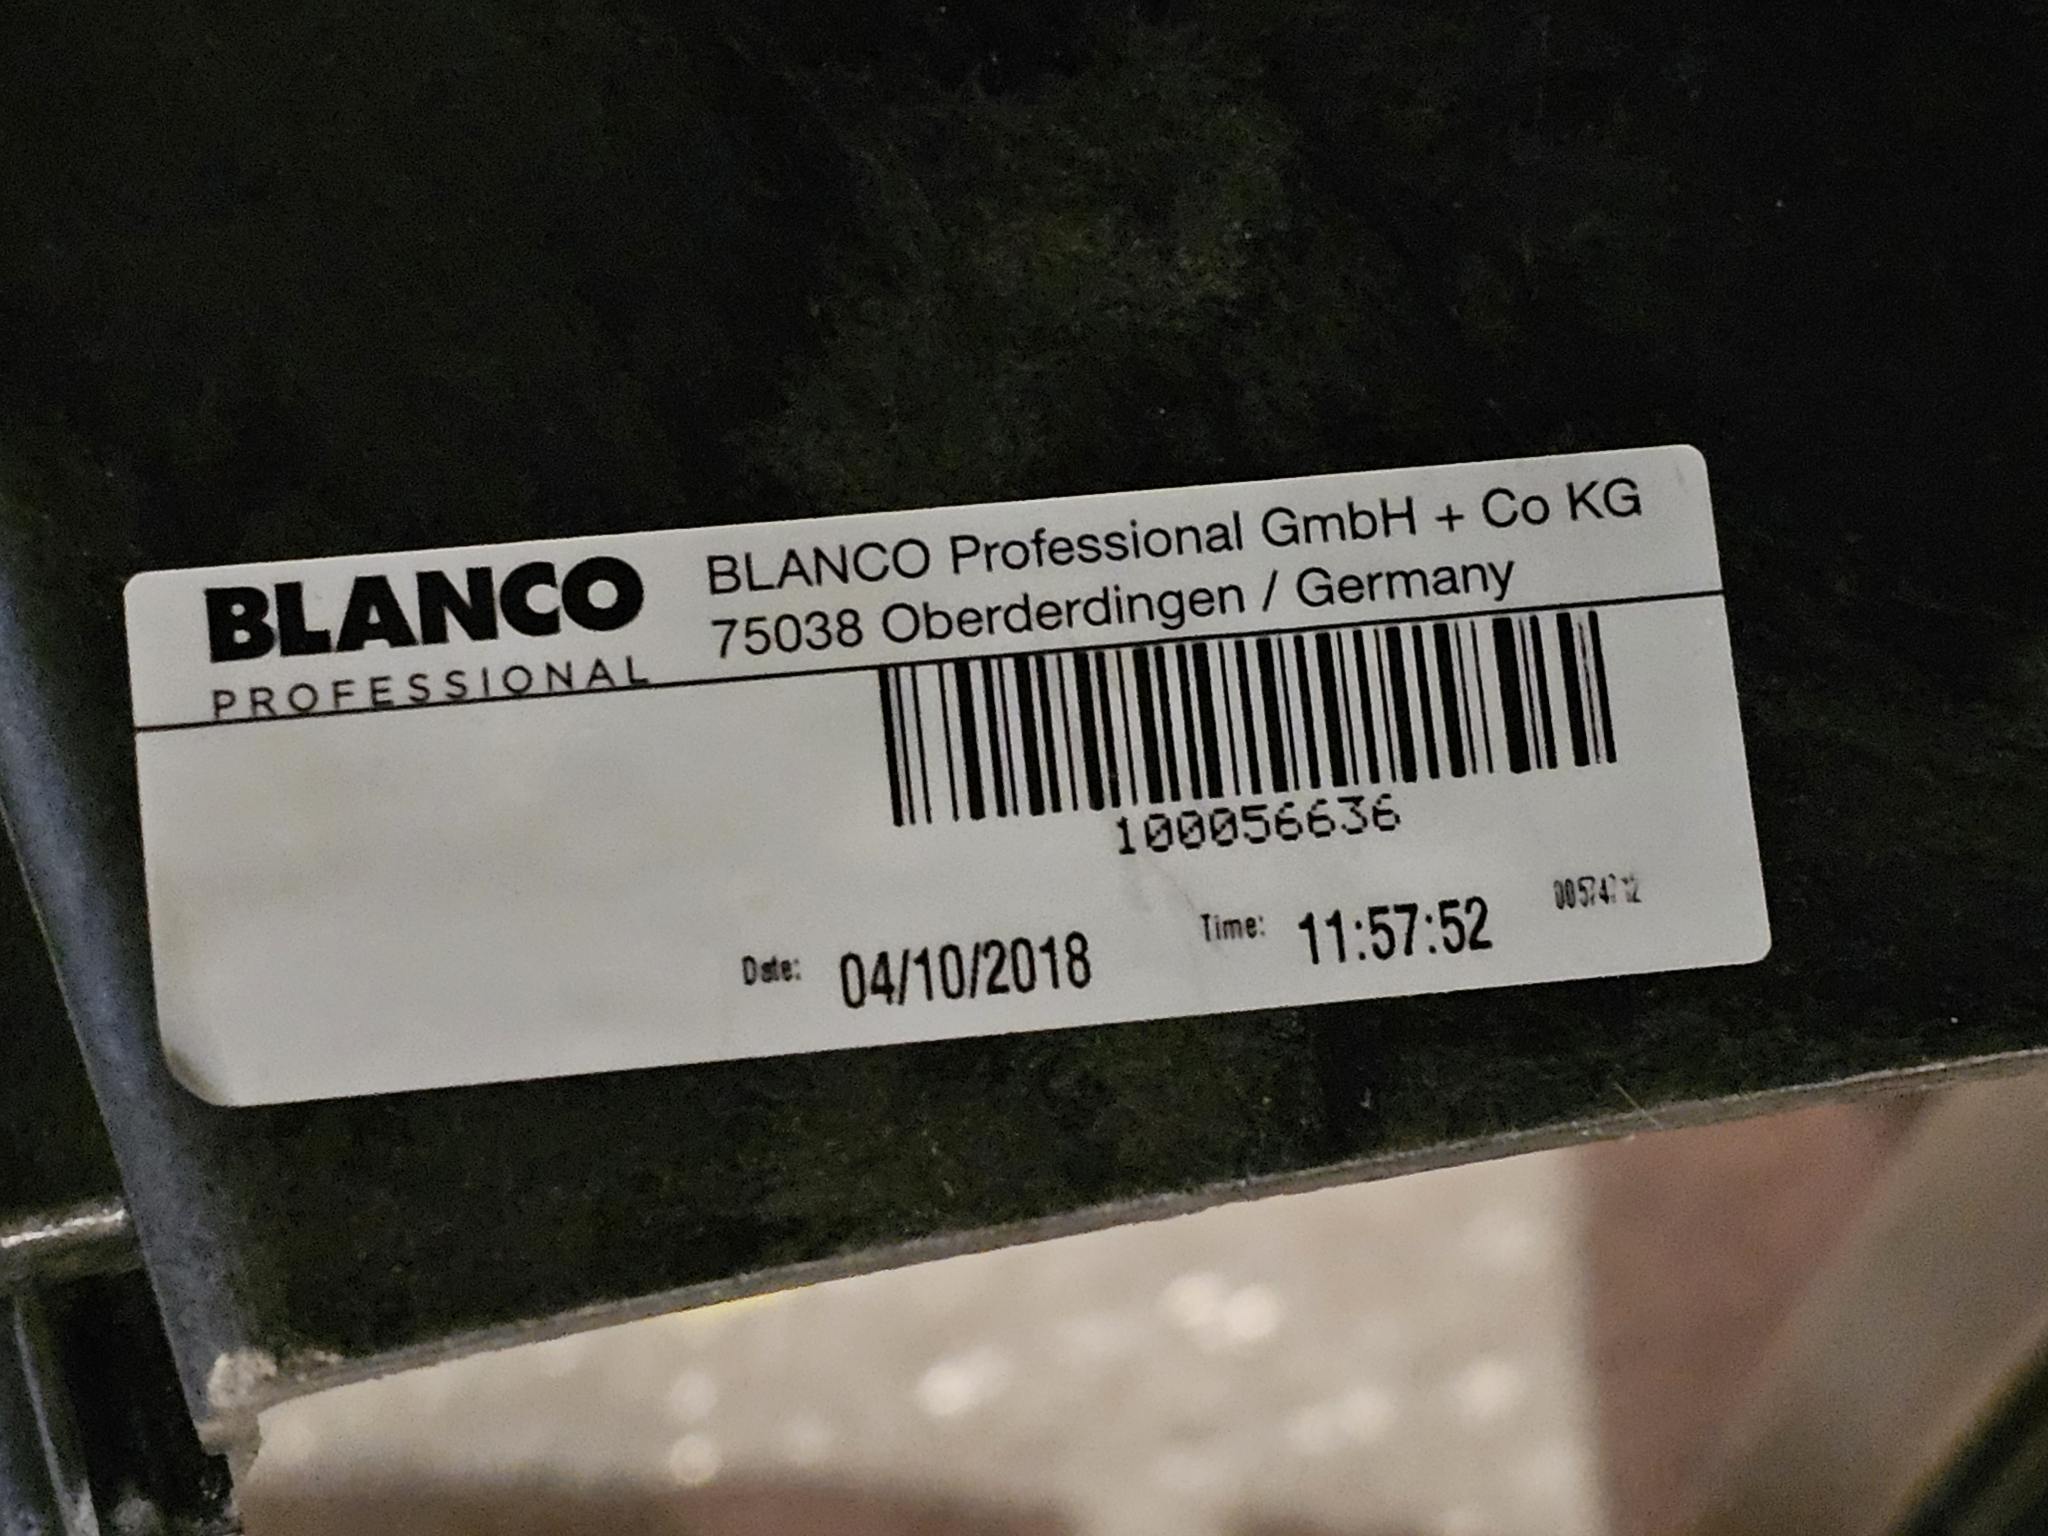 BLANCO
PROFESSIONAL
BLANCO Professional GmbH + Co KG
75038 Oberderdingen / Germany
100056636
Date: 04/10/2018
Time: 11:57:52